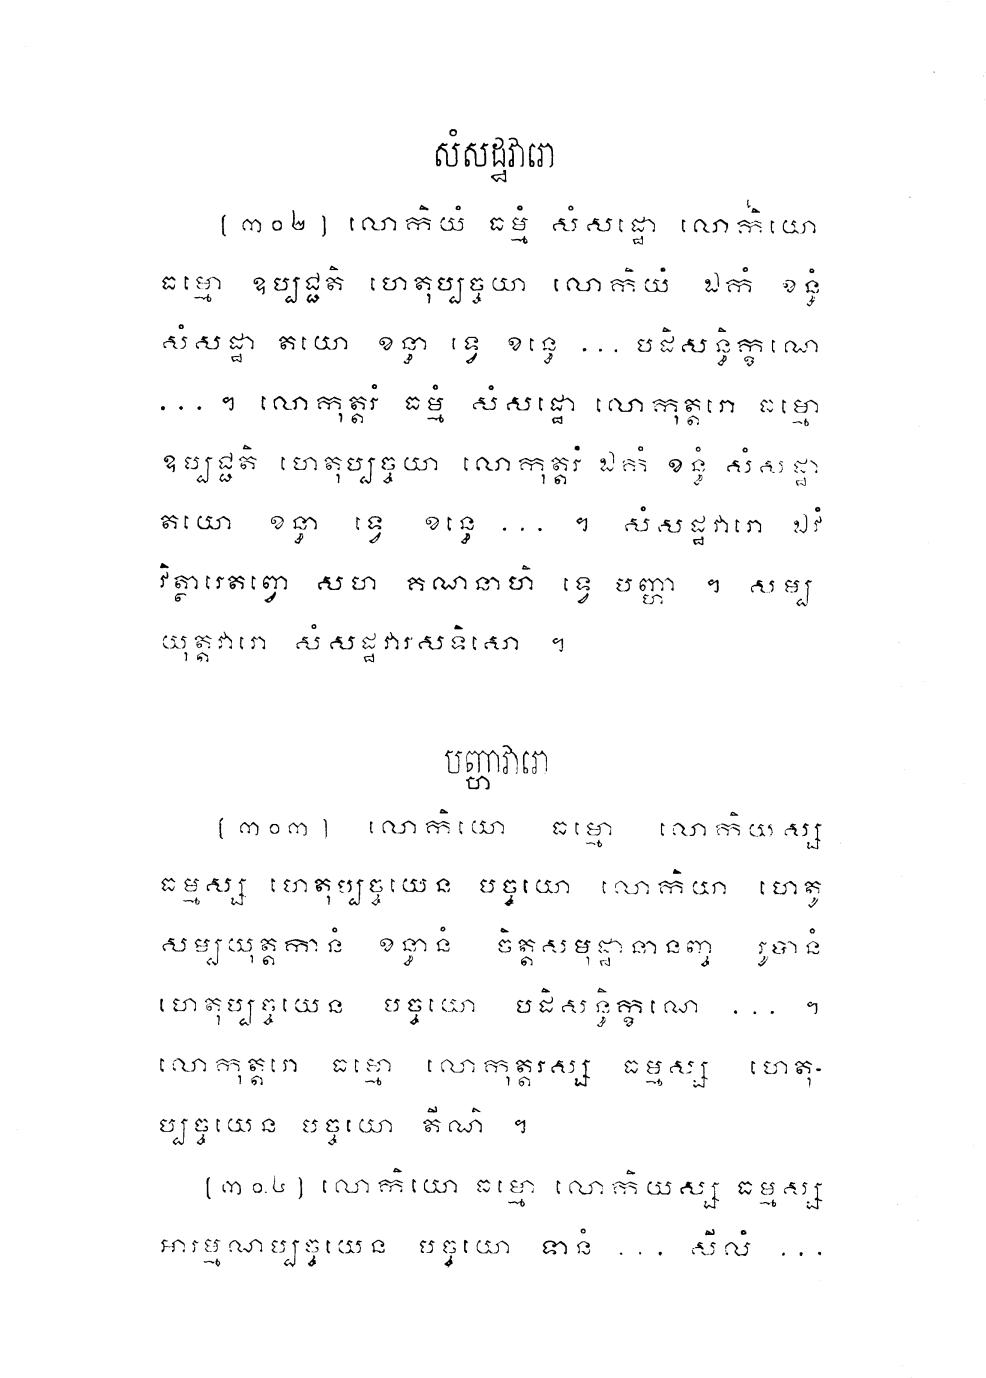 សំសដ្ឋវារោ
[៣០២] លោកិយំ ធម្មំ សំសដ្ឋោ លោកិយោ
ធម្មោ ឧប្បជ្ជតិ ហេតុប្បច្ចយា លោកិយំ ឯកំ ខន្ធំ
សំសដ្ឋា តយោ ខន្ធា ទ្វេ ខន្ធេ ... បដិសន្ធិក្ខណេ
... ។ លោកុត្តរំ ធម្មំ សំសដ្ឋោ លោកុត្តរោ ធម្មោ
ឧប្បជ្ជតិ ហេតុប្បច្ចយា លោកុត្តរំ ឯកំ ខន្ធំ សំសដ្ឋា
តយោ ខន្ធា ទ្វេ ខន្ធេ ... ។ សំសដ្ឋវារោ ឯវំ
វិត្ថារេតព្វោ សហ គណនាហិ ទ្វេ បញ្ហា ។ សម្ប
យុត្តវារោ សំសដ្ឋវារសទិសោ ។
បញ្ហាវារោ
[៣០៣] លោកិយោ ធម្មោ លោកិយស្ស
ធម្មស្ស ហេតុប្បច្ចយេន បច្ចយោ លោកិយា ហេតូ
សម្បយុត្តកានំ ខន្ធានំ ចិត្តសមុដ្ឋានានញ្ច រូបានំ
ហេតុប្បច្ចយេន បច្ចយោ បដិសន្ធិក្ខណេ ... ។
លោកុត្តរោ ធម្មោ លោកុត្តរស្ស ធម្មស្ស ហេតុ-
ប្បច្ចយេន បច្ចយោ តីណិ ។
[៣០.៤] លោកិយោ ធម្មោ លោកិយស្ស ធម្មស្ស
អារម្មណប្បច្ចយេន បច្ចយោ ទានំ ... សីលំ ...